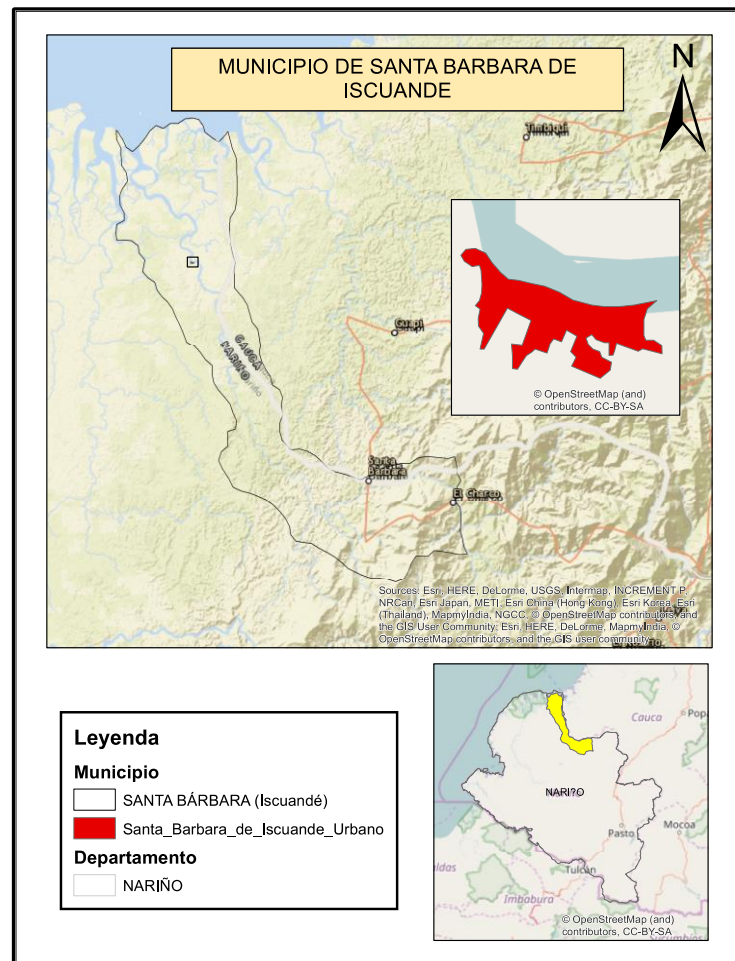 MUNICIPIO DE SANTA BARBARA DE
ISCUANDE
N
Timbiquí
© OpenStreetMap (and)
contributors, CC-BY-SA
Guapi
CAUCA
NARIÑO
Santa
Barbara
El Charco
Sources: Esri, HERE, DeLorme, USGS, Intermap, INCREMENT P,
NRCan, Esri Japan, METI, Esri China (Hong Kong), Esri Korea, Esri
(Thailand), MapmyIndia, NGCC, © OpenStreetMap contributors, and
the GIS User Community; Esri, HERE, DeLorme, MapmyIndia, ©
OpenStreetMap contributors, and the GIS user community
Leyenda
Municipio
SANTA BÁRBARA (Iscuandé)
Santa_Barbara_de_Iscuande_Urbano
Departamento
NARIÑO
Cauca
Popa
NARI?O
Pasto
Mocoa
Tulcán
aldas
Imbabura
© OpenStreetMap (and)
contributors, CC-BY-SA
Sucumbíos